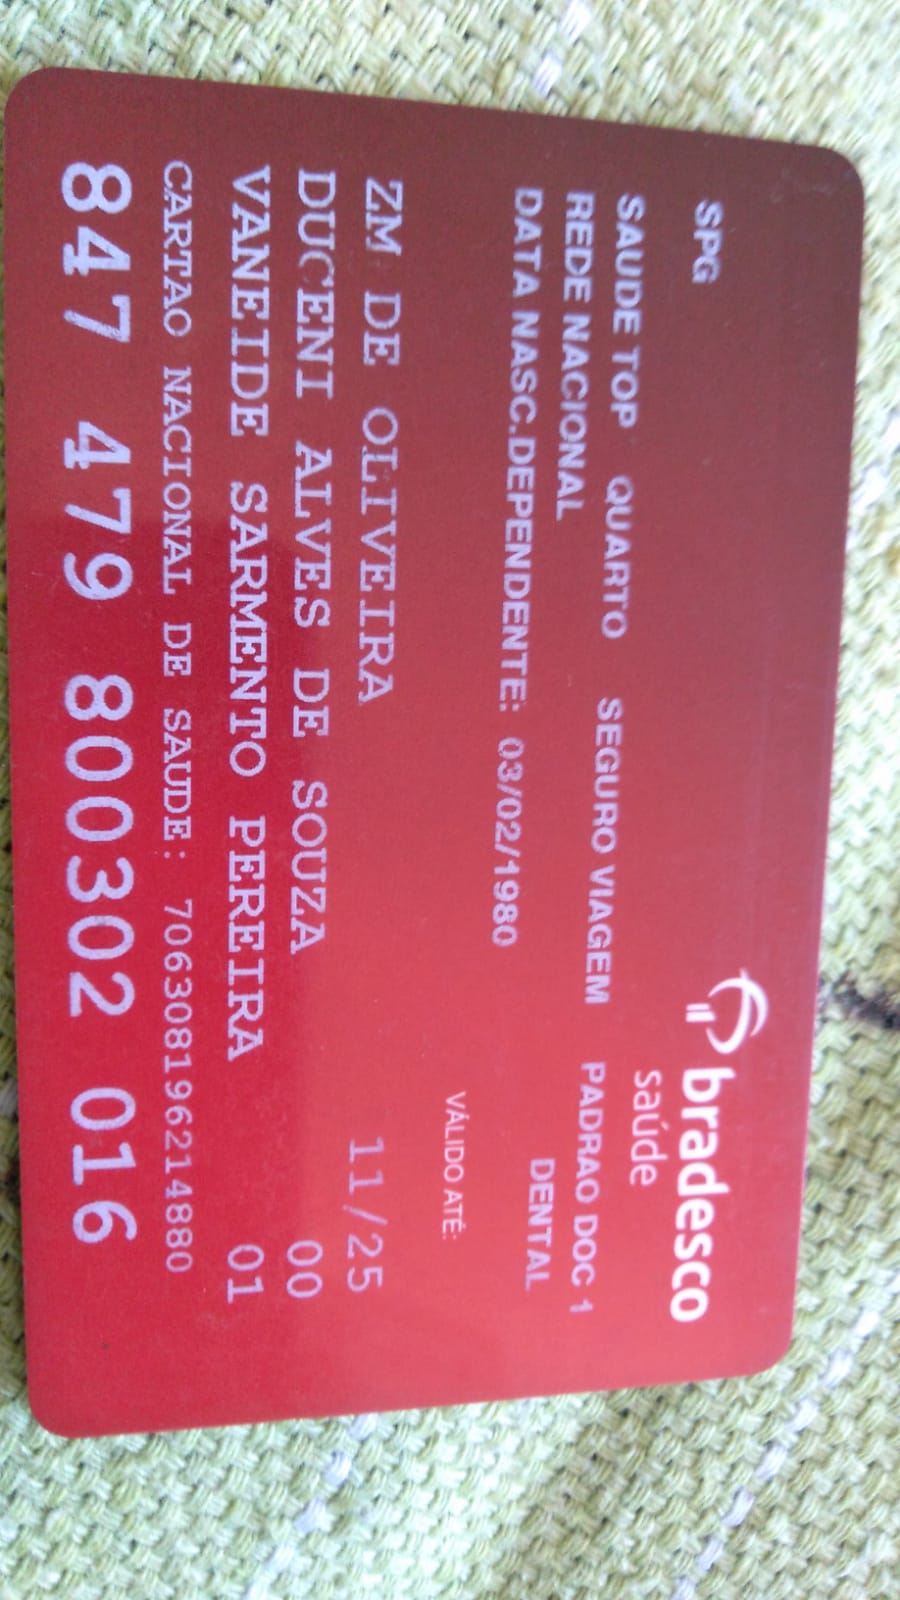 bradesco
saúde
SPG
SAUDE TOP QUARTO SEGURO VIAGEM PADRAO DOC 1
REDE NACIONAL DENTAL
DATA NASC.DEPENDENTE: 03/02/1980
VÁLIDO ATÉ:
ZM DE OLIVEIRA 11/25
DUCENI ALVES DE SOUZA 00
VANEIDE SARMENTO PEREIRA 01
CARTAO NACIONAL DE SAUDE: 706308196214880
847 479 800302 016